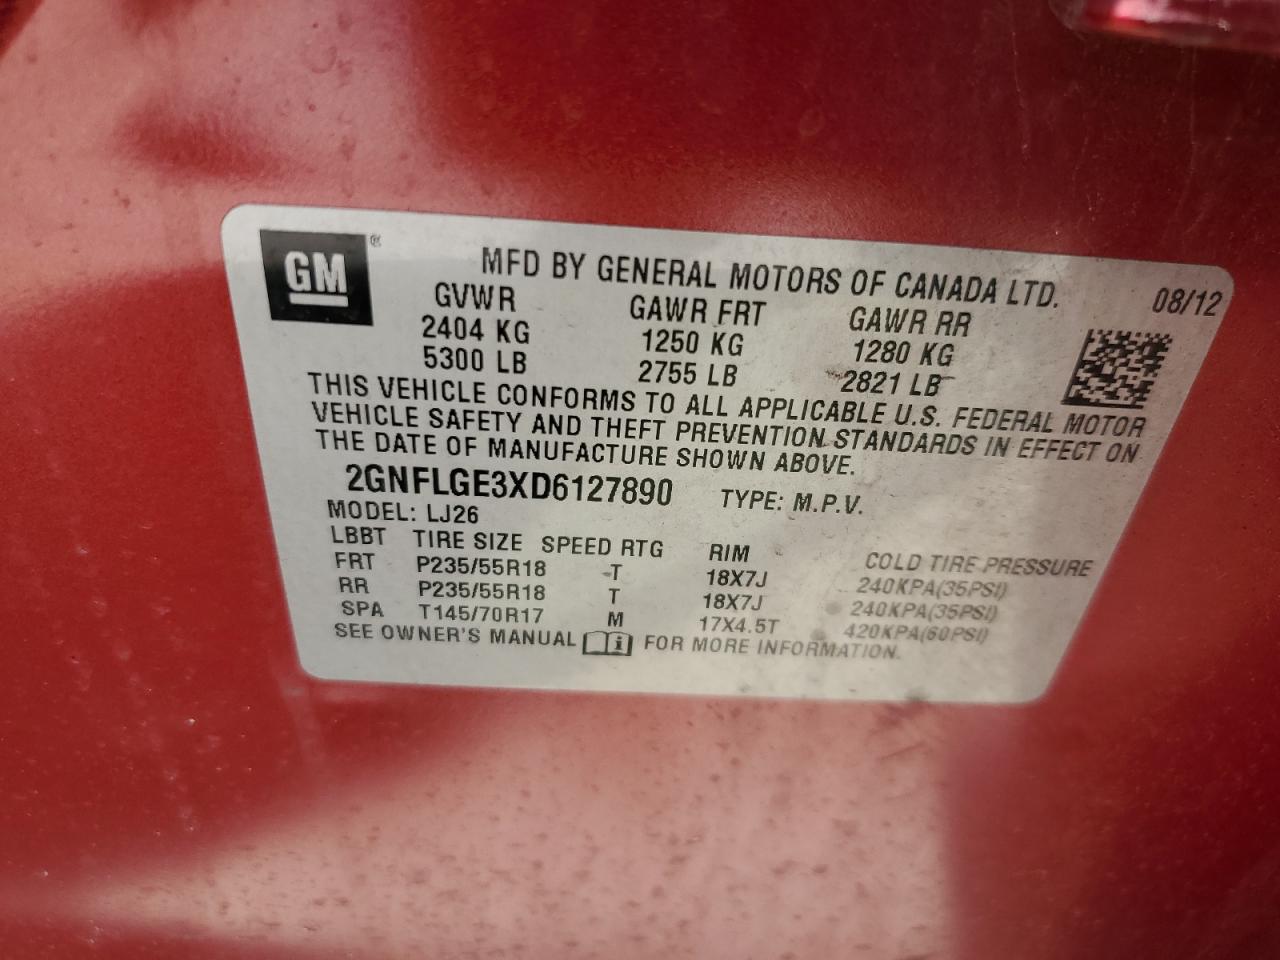 GM ®
MFD BY GENERAL MOTORS OF CANADA LTD.
08/12
GVWR GAWR FRT GAWR RR
2404 KG 1250 KG 1280 KG
5300 LB 2755 LB 2821 LB
THIS VEHICLE CONFORMS TO ALL APPLICABLE U.S. FEDERAL MOTOR
VEHICLE SAFETY AND THEFT PREVENTION STANDARDS IN EFFECT ON
THE DATE OF MANUFACTURE SHOWN ABOVE.
2GNFLGE3XD6127890 TYPE: M.P.V.
MODEL: LJ26
LBBT TIRE SIZE SPEED RTG RIM COLD TIRE PRESSURE
FRT P235/55R18 T 18X7J 240KPA(35PSI)
RR P235/55R18 T 18X7J 240KPA(35PSI)
SPA T145/70R17 M 17X4.5T 420KPA(60PSI)
SEE OWNER'S MANUAL i FOR MORE INFORMATION.